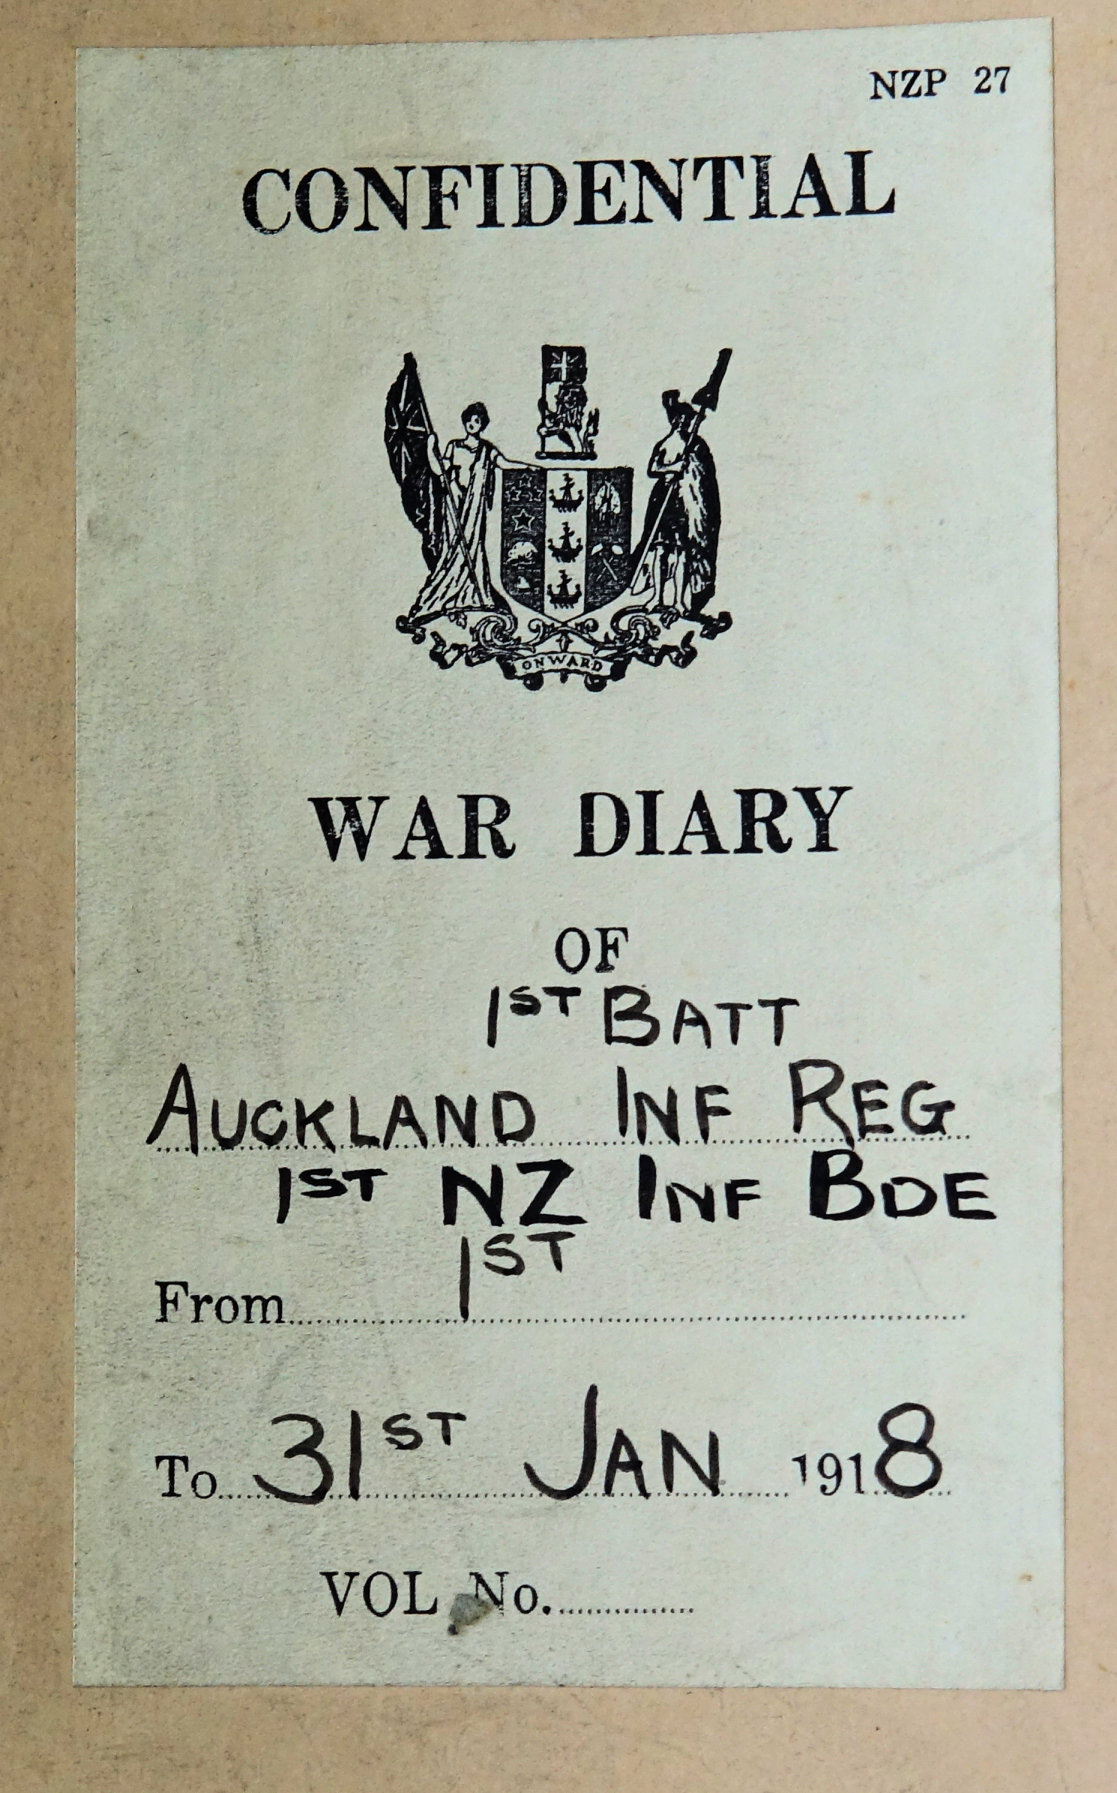 NZP 27
CONFIDENTIAL
ONWARD
WAR DIARY
OF
1ST BATT
AUCKLAND INF REG
1ST NZ INF BDE
From 1ST
To 31ST JAN 1918
VOL No.